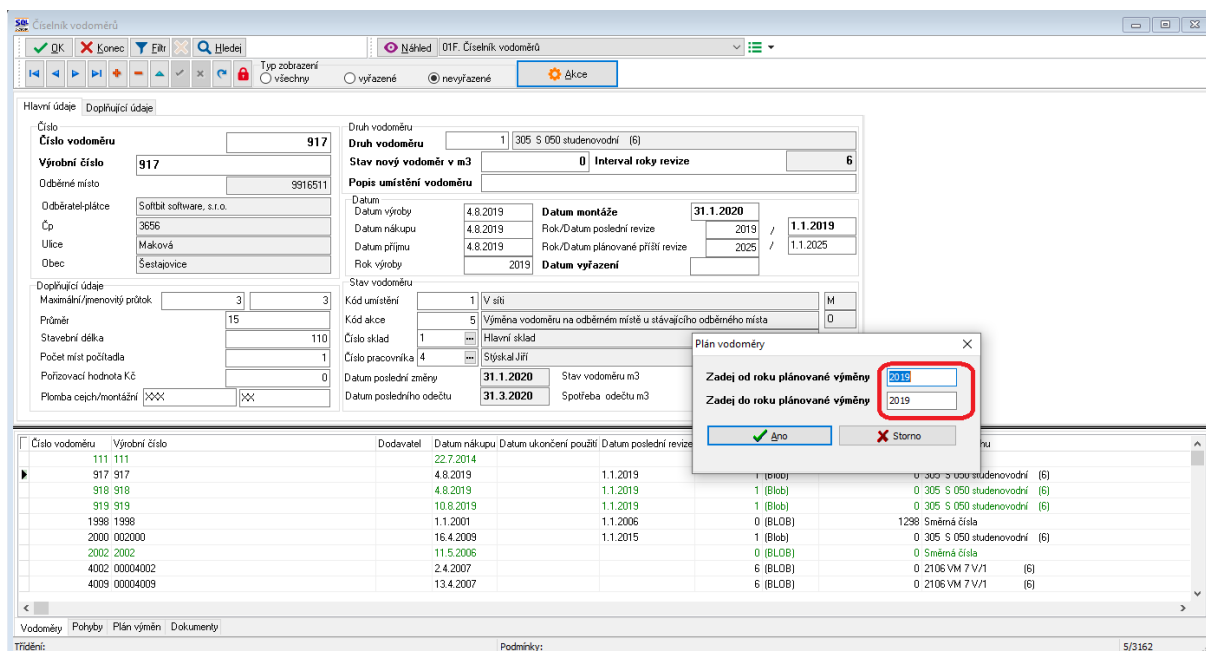 Číselník vodoměrů
OK Konec Filtr Hledej Náhled 01F. Číselník vodoměrů
Typ zobrazení
všechny vyřazené nevyřazené Akce
Hlavní údaje Doplňující údaje
Číslo
Číslo vodoměru 917
Výrobní číslo 917
Odběrné místo 9916511
Odběratel-plátce Softbit software, s.r.o.
Čp 3656
Ulice Maková
Obec Šestajovice
Druh vodoměru
Druh vodoměru 1 305 S 050 studenovodní (6)
Stav nový vodoměr v m3 0 Interval roky revize 6
Popis umístění vodoměru
Datum
Datum výroby 4.8.2019 Datum montáže 31.1.2020
Datum nákupu 4.8.2019 Rok/Datum poslední revize 2019 / 1.1.2019
Datum příjmu 4.8.2019 Rok/Datum plánované příští revize 2025 / 1.1.2025
Rok výroby 2019 Datum vyřazení
Doplňující údaje
Maximální/jmenovitý průtok 3 3
Průměr 15
Stavební délka 110
Počet míst počítadla 1
Pořizovací hodnota Kč 0
Plomba cejch/montážní XXX XX
Stav vodoměru
Kód umístění 1 V síti M
Kód akce 5 Výměna vodoměru na odběrném místě u stávajícího odběrného místa 0
Číslo sklad 1 ... Hlavní sklad
Číslo pracovníka 4 ... Stýskal Jiří
Datum poslední změny 31.1.2020 Stav vodoměru m3
Datum posledního odečtu 31.3.2020 Spotřeba odečtu m3
Plán vodoměry
Zadej od roku plánované výměny 2019
Zadej do roku plánované výměny 2019
Ano Storno
Číslo vodoměru Výrobní číslo Dodavatel Datum nákupu Datum ukončení použití Datum poslední revize
111 111 22.7.2014
917 917 4.8.2019 1.1.2019 1 (Blob) 0 305 S 050 studenovodní (6)
918 918 4.8.2019 1.1.2019 1 (Blob) 0 305 S 050 studenovodní (6)
919 919 10.8.2019 1.1.2019 1 (Blob) 0 305 S 050 studenovodní (6)
1998 1998 1.1.2001 1.1.2006 0 (BLOB) 1298 Směrná čísla
2000 002000 16.4.2009 1.1.2015 1 (Blob) 0 305 S 050 studenovodní (6)
2002 2002 11.5.2006 0 (BLOB) 0 Směrná čísla
4002 00004002 2.4.2007 6 (BLOB) 0 2106 VM 7 V/1 (6)
4009 00004009 13.4.2007 6 (BLOB) 0 2106 VM 7 V/1 (6)
Vodoměry Pohyby Plán výměn Dokumenty
Třídění: Podmínky: 5/3162